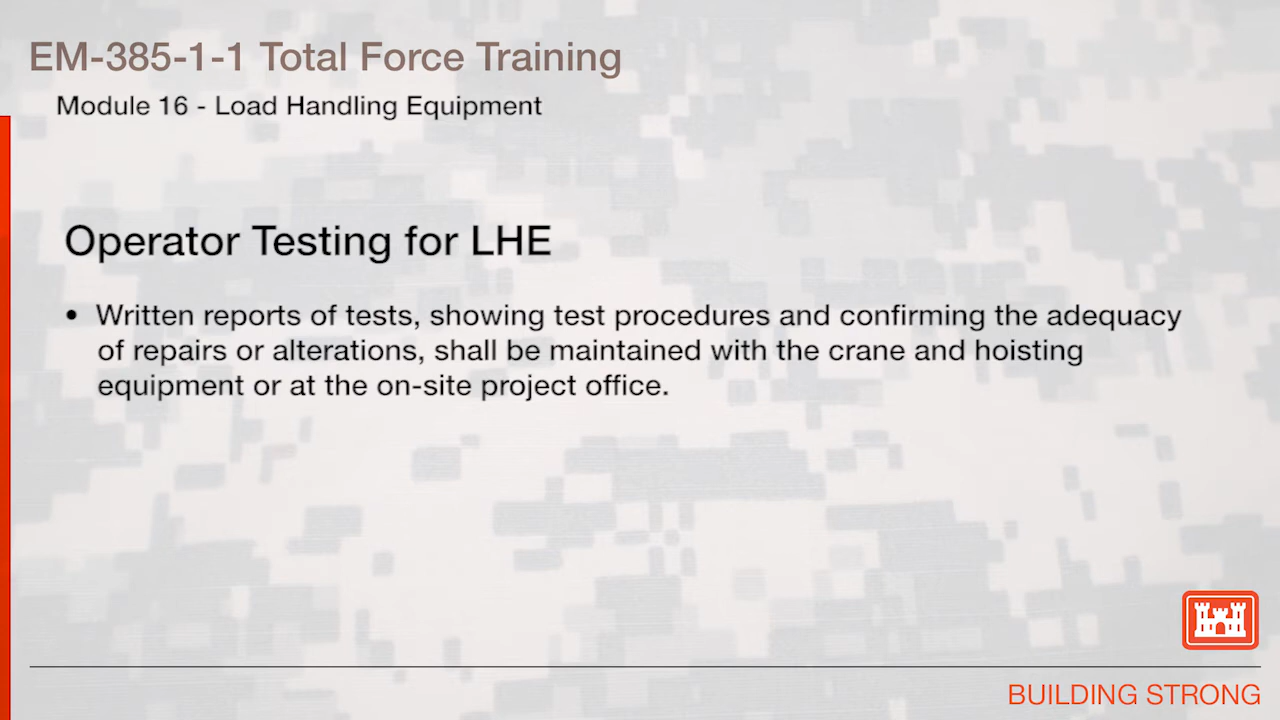 EM-385-1-1 Total Force Training
Module 16 - Load Handling Equipment
Operator Testing for LHE
• Written reports of tests, showing test procedures and confirming the adequacy
of repairs or alterations, shall be maintained with the crane and hoisting
equipment or at the on-site project office.
BUILDING STRONG